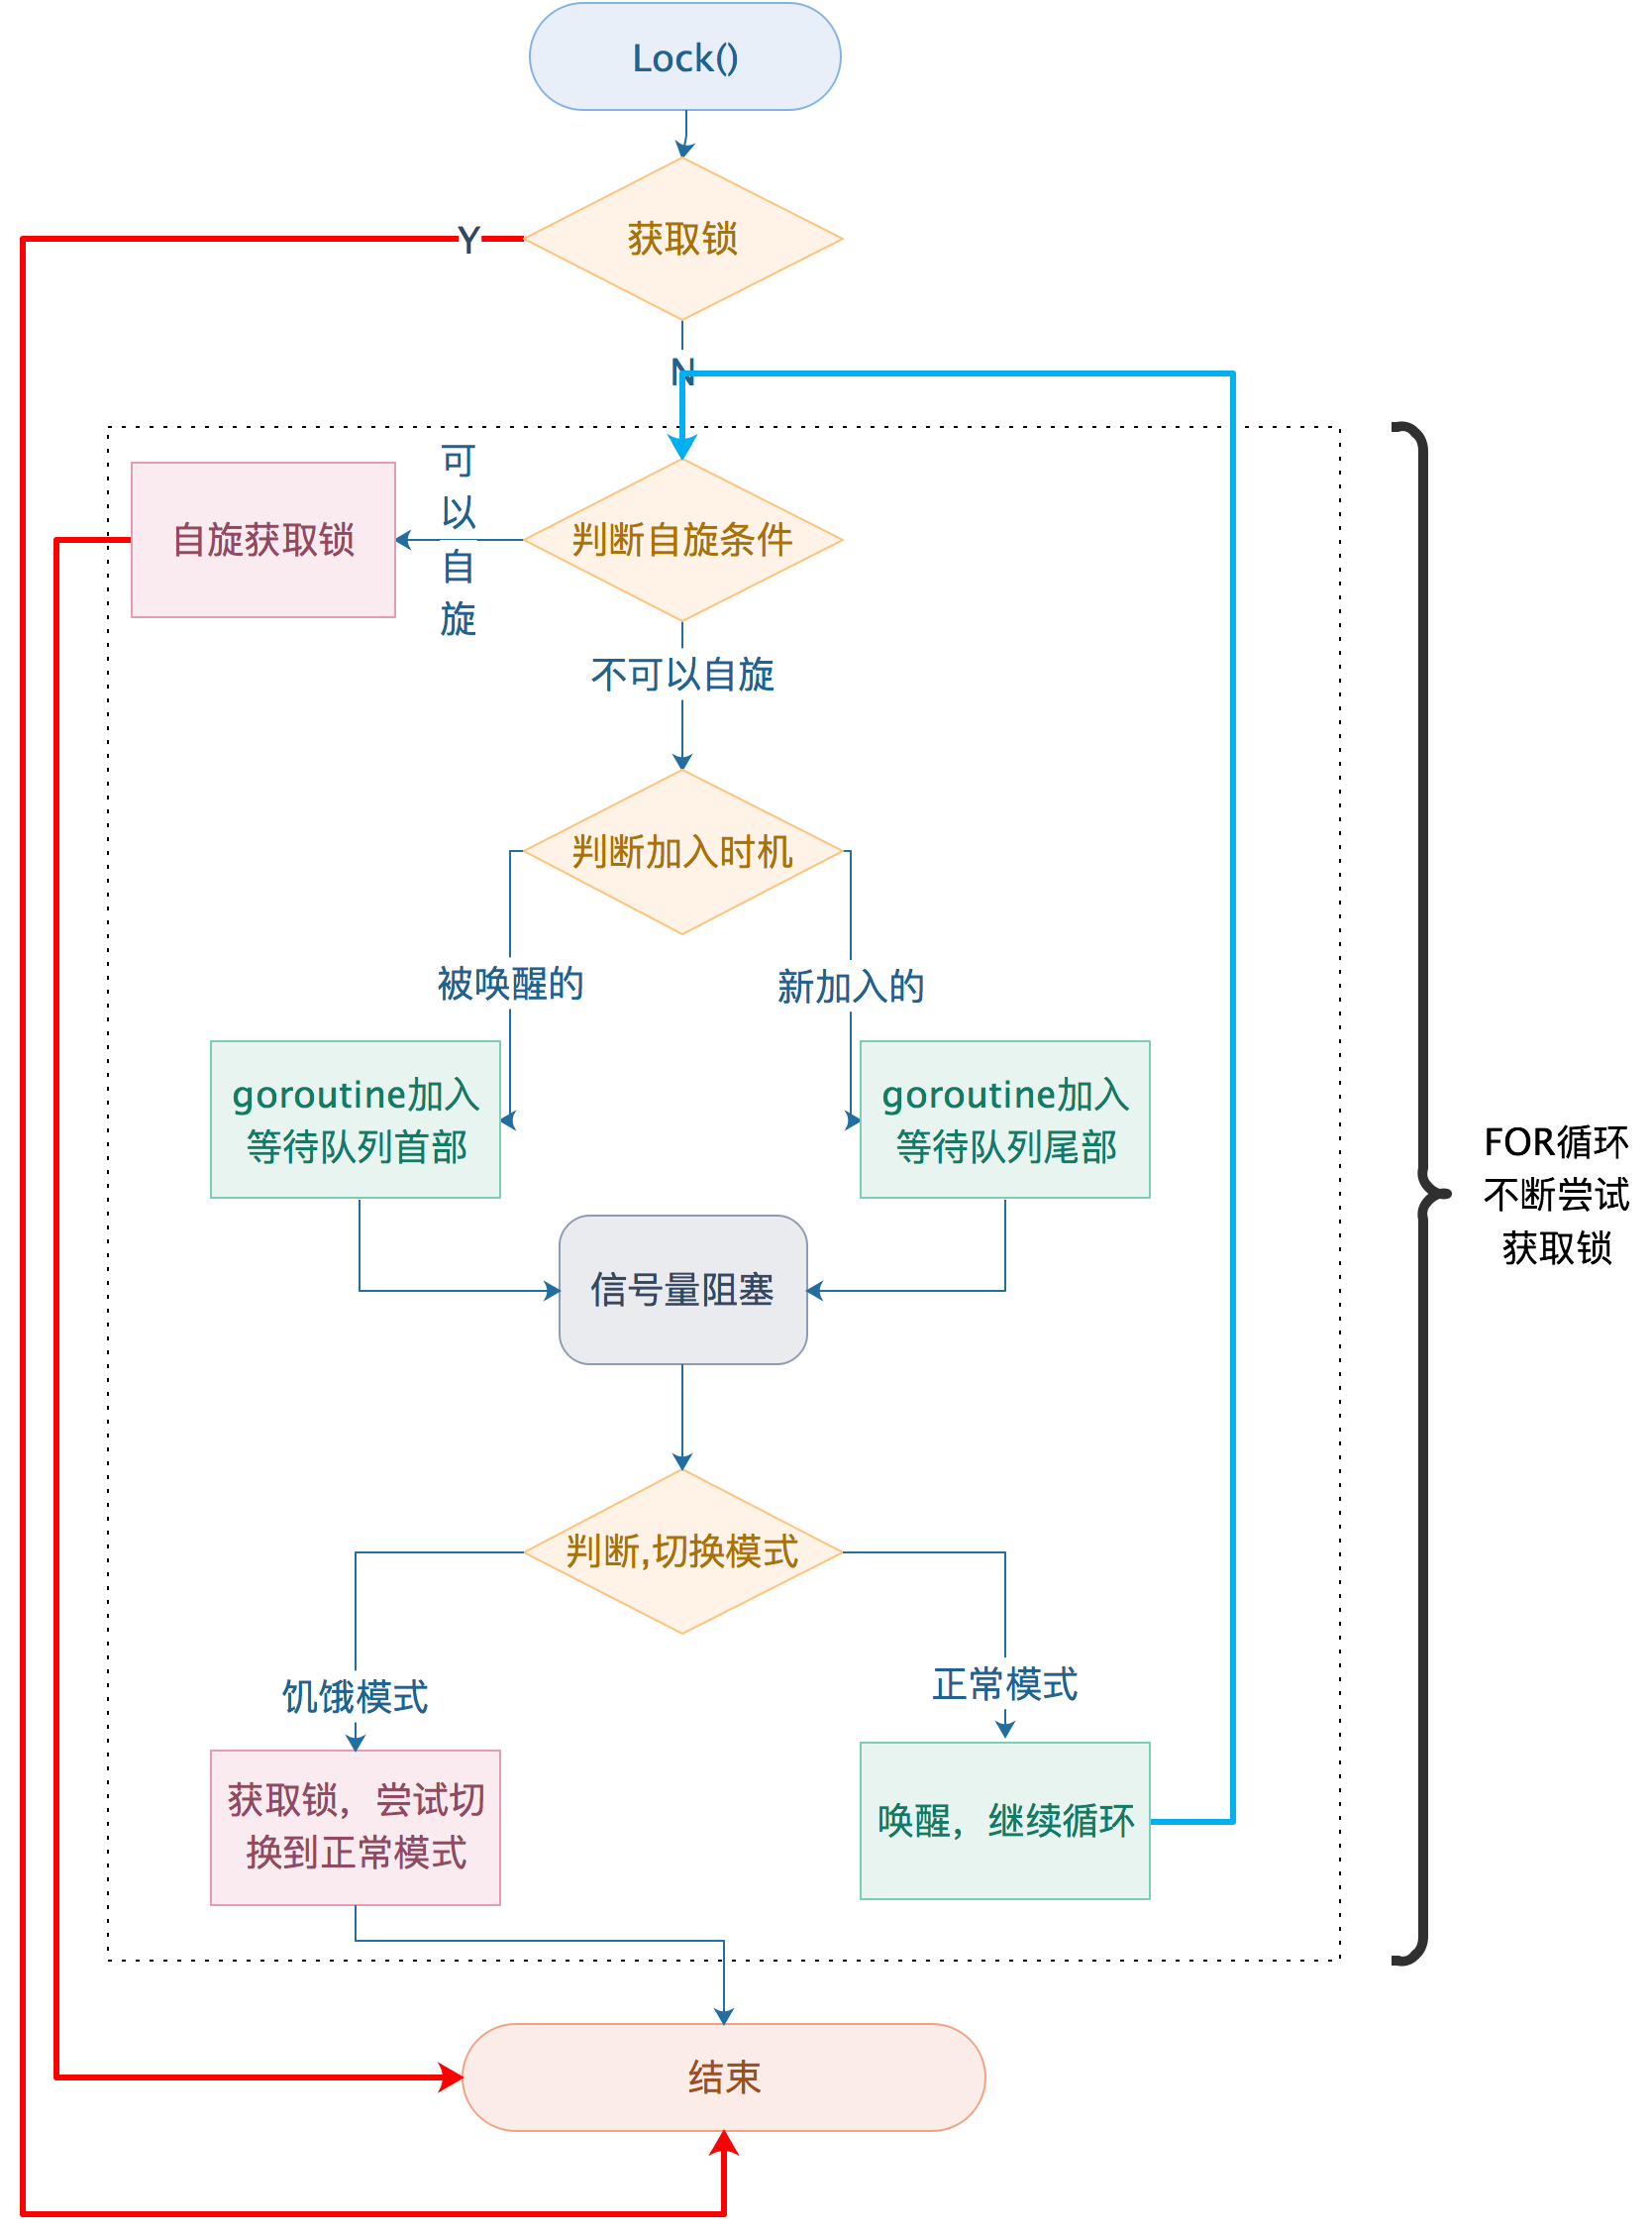 Lock()
获取锁
Y
N
可
以
自
旋
自旋获取锁
判断自旋条件
不可以自旋
判断加入时机
被唤醒的
新加入的
goroutine加入
等待队列首部
goroutine加入
等待队列尾部
FOR循环
不断尝试
获取锁
信号量阻塞
判断,切换模式
饥饿模式
正常模式
获取锁，尝试切
换到正常模式
唤醒，继续循环
结束